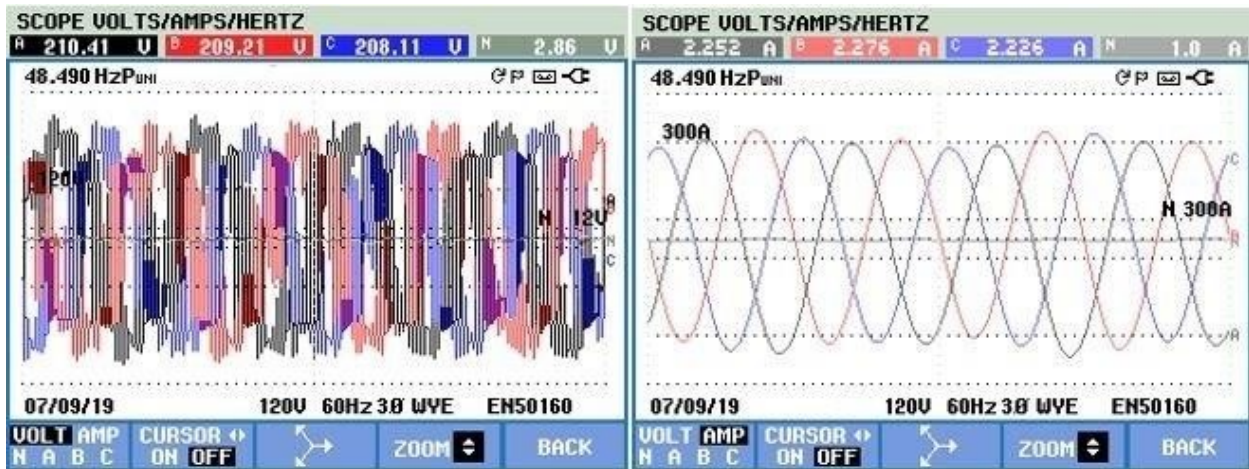 SCOPE VOLTS/AMPS/HERTZ
A 210.41 V B 209.21 V C 208.11 V N 2.86 V
48.490 HzPUNI
120V
N 12V
A
B
N
C
07/09/19 120V 60Hz 3Ø WYE EN50160
VOLT AMP CURSOR ZOOM BACK
N A B C ON OFF
SCOPE VOLTS/AMPS/HERTZ
A 2.252 A B 2.276 A C 2.226 A N 1.0 A
48.490 HzPUNI
300A
C
N 300A
B
N
A
07/09/19 120V 60Hz 3Ø WYE EN50160
VOLT AMP CURSOR ZOOM BACK
N A B C ON OFF